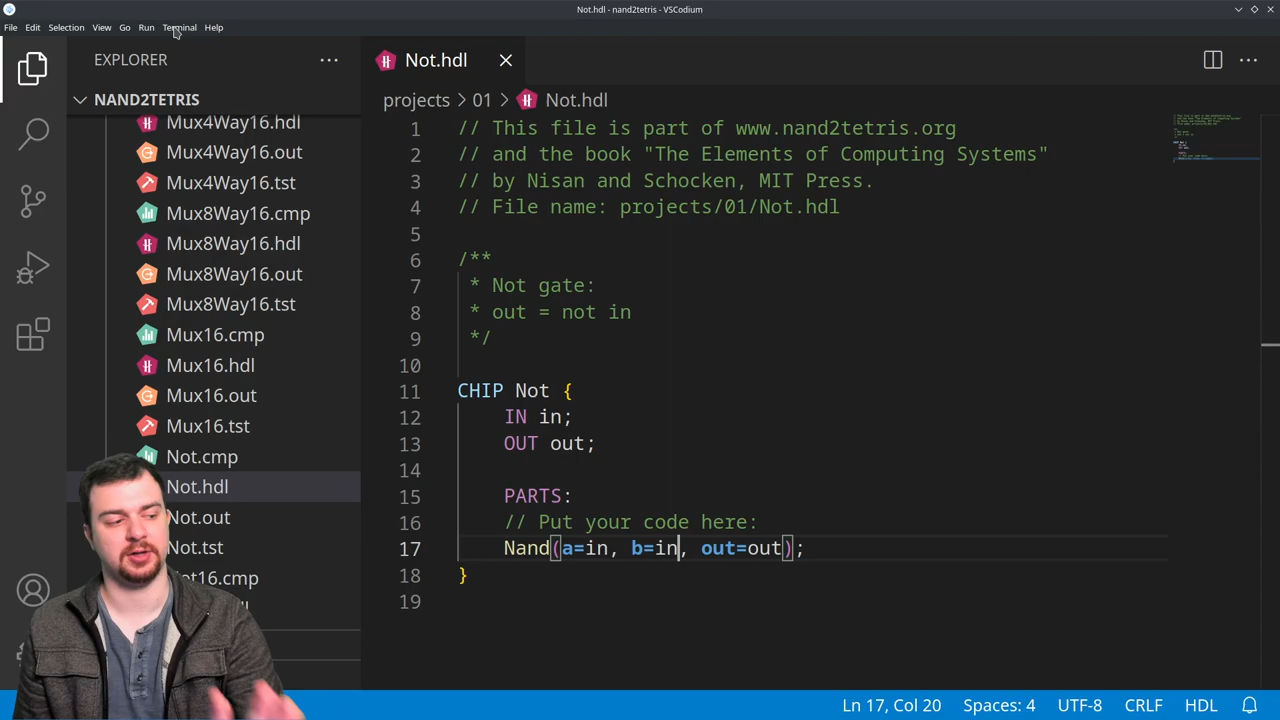 Not.hdl - nand2tetris - VSCodium
File Edit Selection View Go Run Terminal Help
EXPLORER
NAND2TETRIS
Mux4Way16.hdl
Mux4Way16.out
Mux4Way16.tst
Mux8Way16.cmp
Mux8Way16.hdl
Mux8Way16.out
Mux8Way16.tst
Mux16.cmp
Mux16.hdl
Mux16.out
Mux16.tst
Not.cmp
Not.hdl
Not.out
Not.tst
Not.hdl
projects > 01 > Not.hdl
1 // This file is part of www.nand2tetris.org
2 // and the book "The Elements of Computing Systems"
3 // by Nisan and Schocken, MIT Press.
4 // File name: projects/01/Not.hdl
5
6 /**
7 * Not gate:
8 * out = not in
9 */
10
11 CHIP Not {
12 IN in;
13 OUT out;
14
15 PARTS:
16 // Put your code here:
17 Nand(a=in, b=in, out=out);
18 }
19
Ln 17, Col 20 Spaces: 4 UTF-8 CRLF HDL